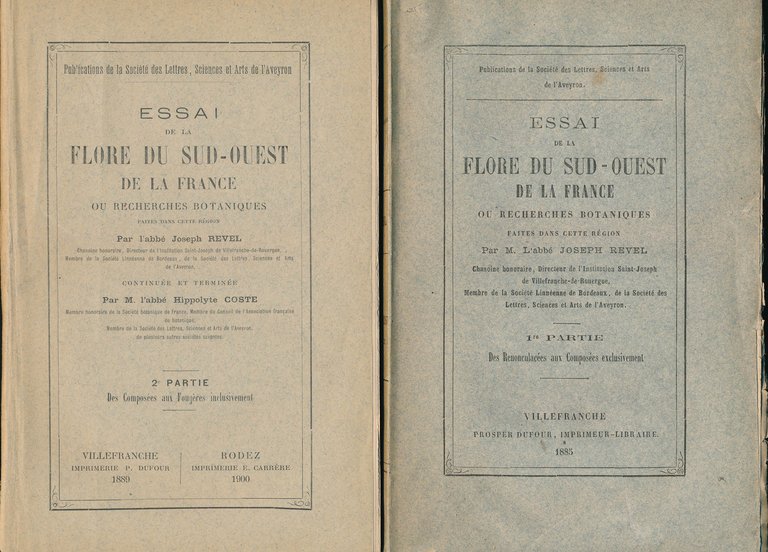 Publications de la Société des Lettres, Sciences et Arts de l'Aveyron
ESSAI
DE LA
FLORE DU SUD-OUEST
DE LA FRANCE
OU RECHERCHES BOTANIQUES
FAITES DANS CETTE RÉGION
Par l'abbé Joseph REVEL
Chanoine honoraire, Directeur de l'Institution Saint-Joseph de Villefranche-de-Rouergue,
Membre de la Société Linnéenne de Bordeaux, de la Société des Lettres, Sciences et Arts
de l'Aveyron.
CONTINUÉE ET TERMINÉE
Par M. l'abbé Hippolyte COSTE
Membre honoraire de la Société botanique de France, Membre du Conseil de l'Association française
de botanique,
Membre de la Société des Lettres, Sciences et Arts de l'Aveyron,
de plusieurs autres sociétés savantes.
2e PARTIE
Des Composées aux Fougères inclusivement
VILLEFRANCHE
IMPRIMERIE P. DUFOUR
1889
RODEZ
IMPRIMERIE E. CARRÈRE
1900
Publications de la Société des Lettres, Sciences et Arts
de l'Aveyron.
ESSAI
DE LA
FLORE DU SUD-OUEST
DE LA FRANCE
OU RECHERCHES BOTANIQUES
FAITES DANS CETTE RÉGION
Par M. L'abbé JOSEPH REVEL
Chanoine honoraire, Directeur de l'Institution Saint-Joseph
de Villefranche-de-Rouergue,
Membre de la Société Linnéenne de Bordeaux, de la Société des
Lettres, Sciences et Arts de l'Aveyron.
1re PARTIE
Des Renonculacées aux Composées exclusivement
VILLEFRANCHE
PROSPER DUFOUR, IMPRIMEUR-LIBRAIRE.
1885